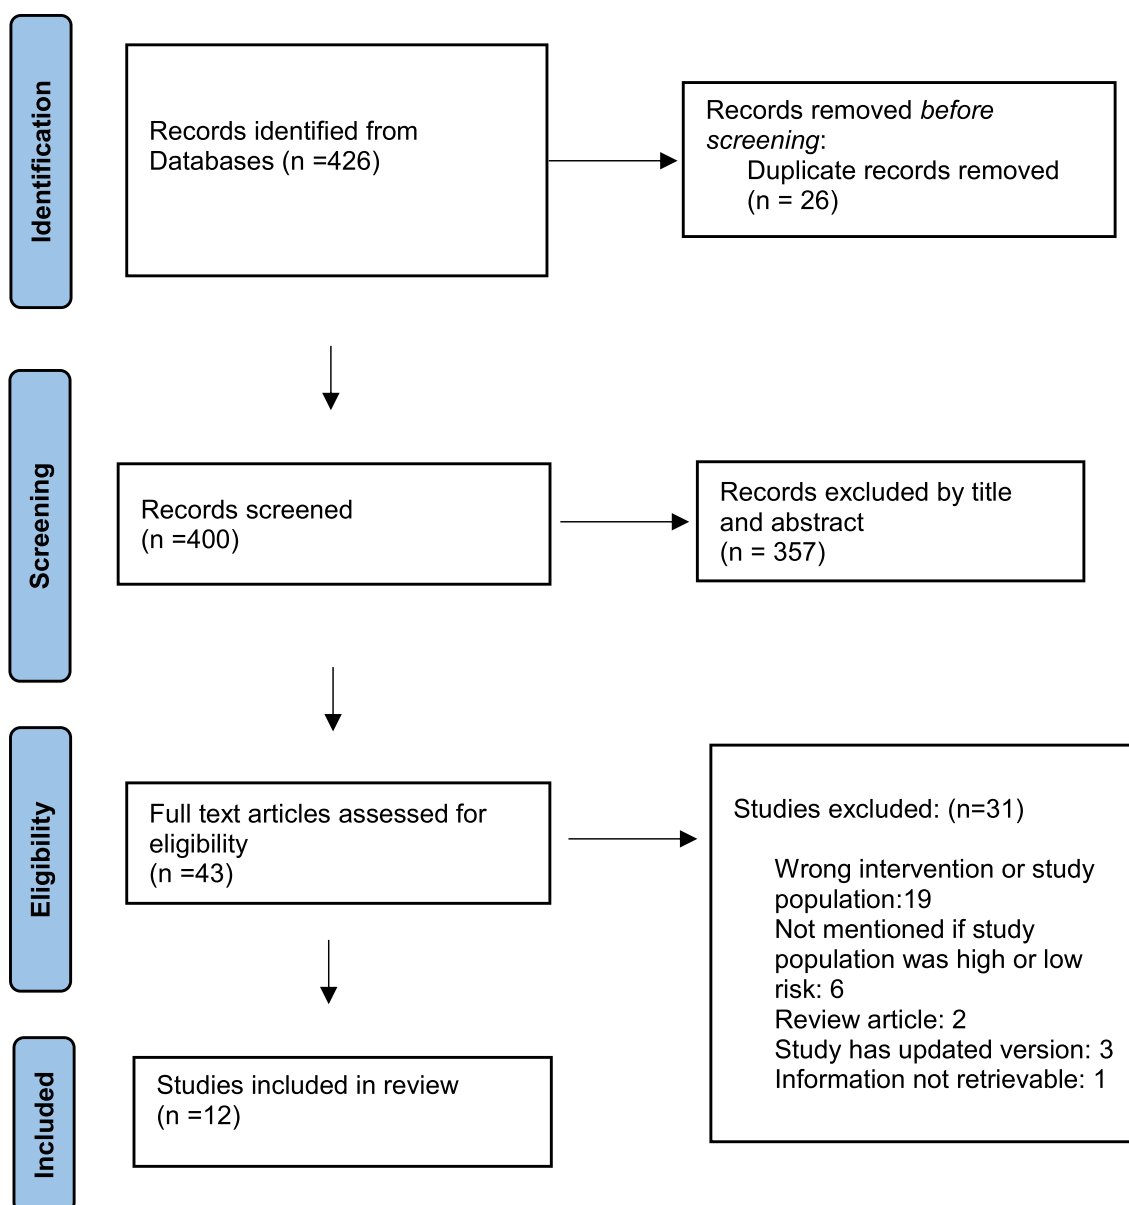 Identification
Records identified from
Databases (n =426)
Records removed before
screening:
Duplicate records removed
(n = 26)
Screening
Records screened
(n =400)
Records excluded by title
and abstract
(n = 357)
Eligibility
Full text articles assessed for
eligibility
(n =43)
Studies excluded: (n=31)
Wrong intervention or study
population:19
Not mentioned if study
population was high or low
risk: 6
Review article: 2
Study has updated version: 3
Information not retrievable: 1
Included
Studies included in review
(n =12)